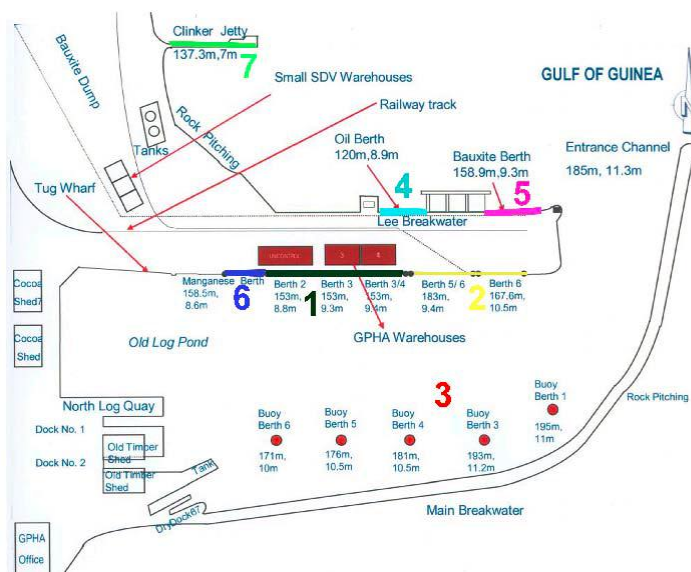 Clinker Jetty
137.3m,7m
7
Bauxite Dump
Small SDV Warehouses
GULF OF GUINEA
Railway track
Rock Pitching
Oil Berth
120m,8.9m
Entrance Channel
185m, 11.3m
Bauxite Berth
158.9m,9.3m
Tanks
4
5
Tug Wharf
Lee Breakwater
3
Manganese Berth
158.5m,
8.6m
6
Berth 2
153m,
8.8m
1
Berth 3
153m,
9.3m
Berth 3/4
153m,
9.4m
Berth 5/ 6
183m,
9.4m
2
Berth 6
167.6m,
10.5m
Cocoa
Shed7
Cocoa
Shed
Old Log Pond
GPHA Warehouses
3
Rock Pitching
North Log Quay
Dock No. 1
Dock No. 2
Old Timber
Shed
Old Timber
Shed
Tank
DryDock67
Buoy
Berth 6
171m,
10m
Buoy
Berth 5
176m,
10.5m
Buoy
Berth 4
181m,
10.5m
Buoy
Berth 3
193m,
11.2m
Buoy
Berth 1
195m,
11m
Main Breakwater
GPHA
Office